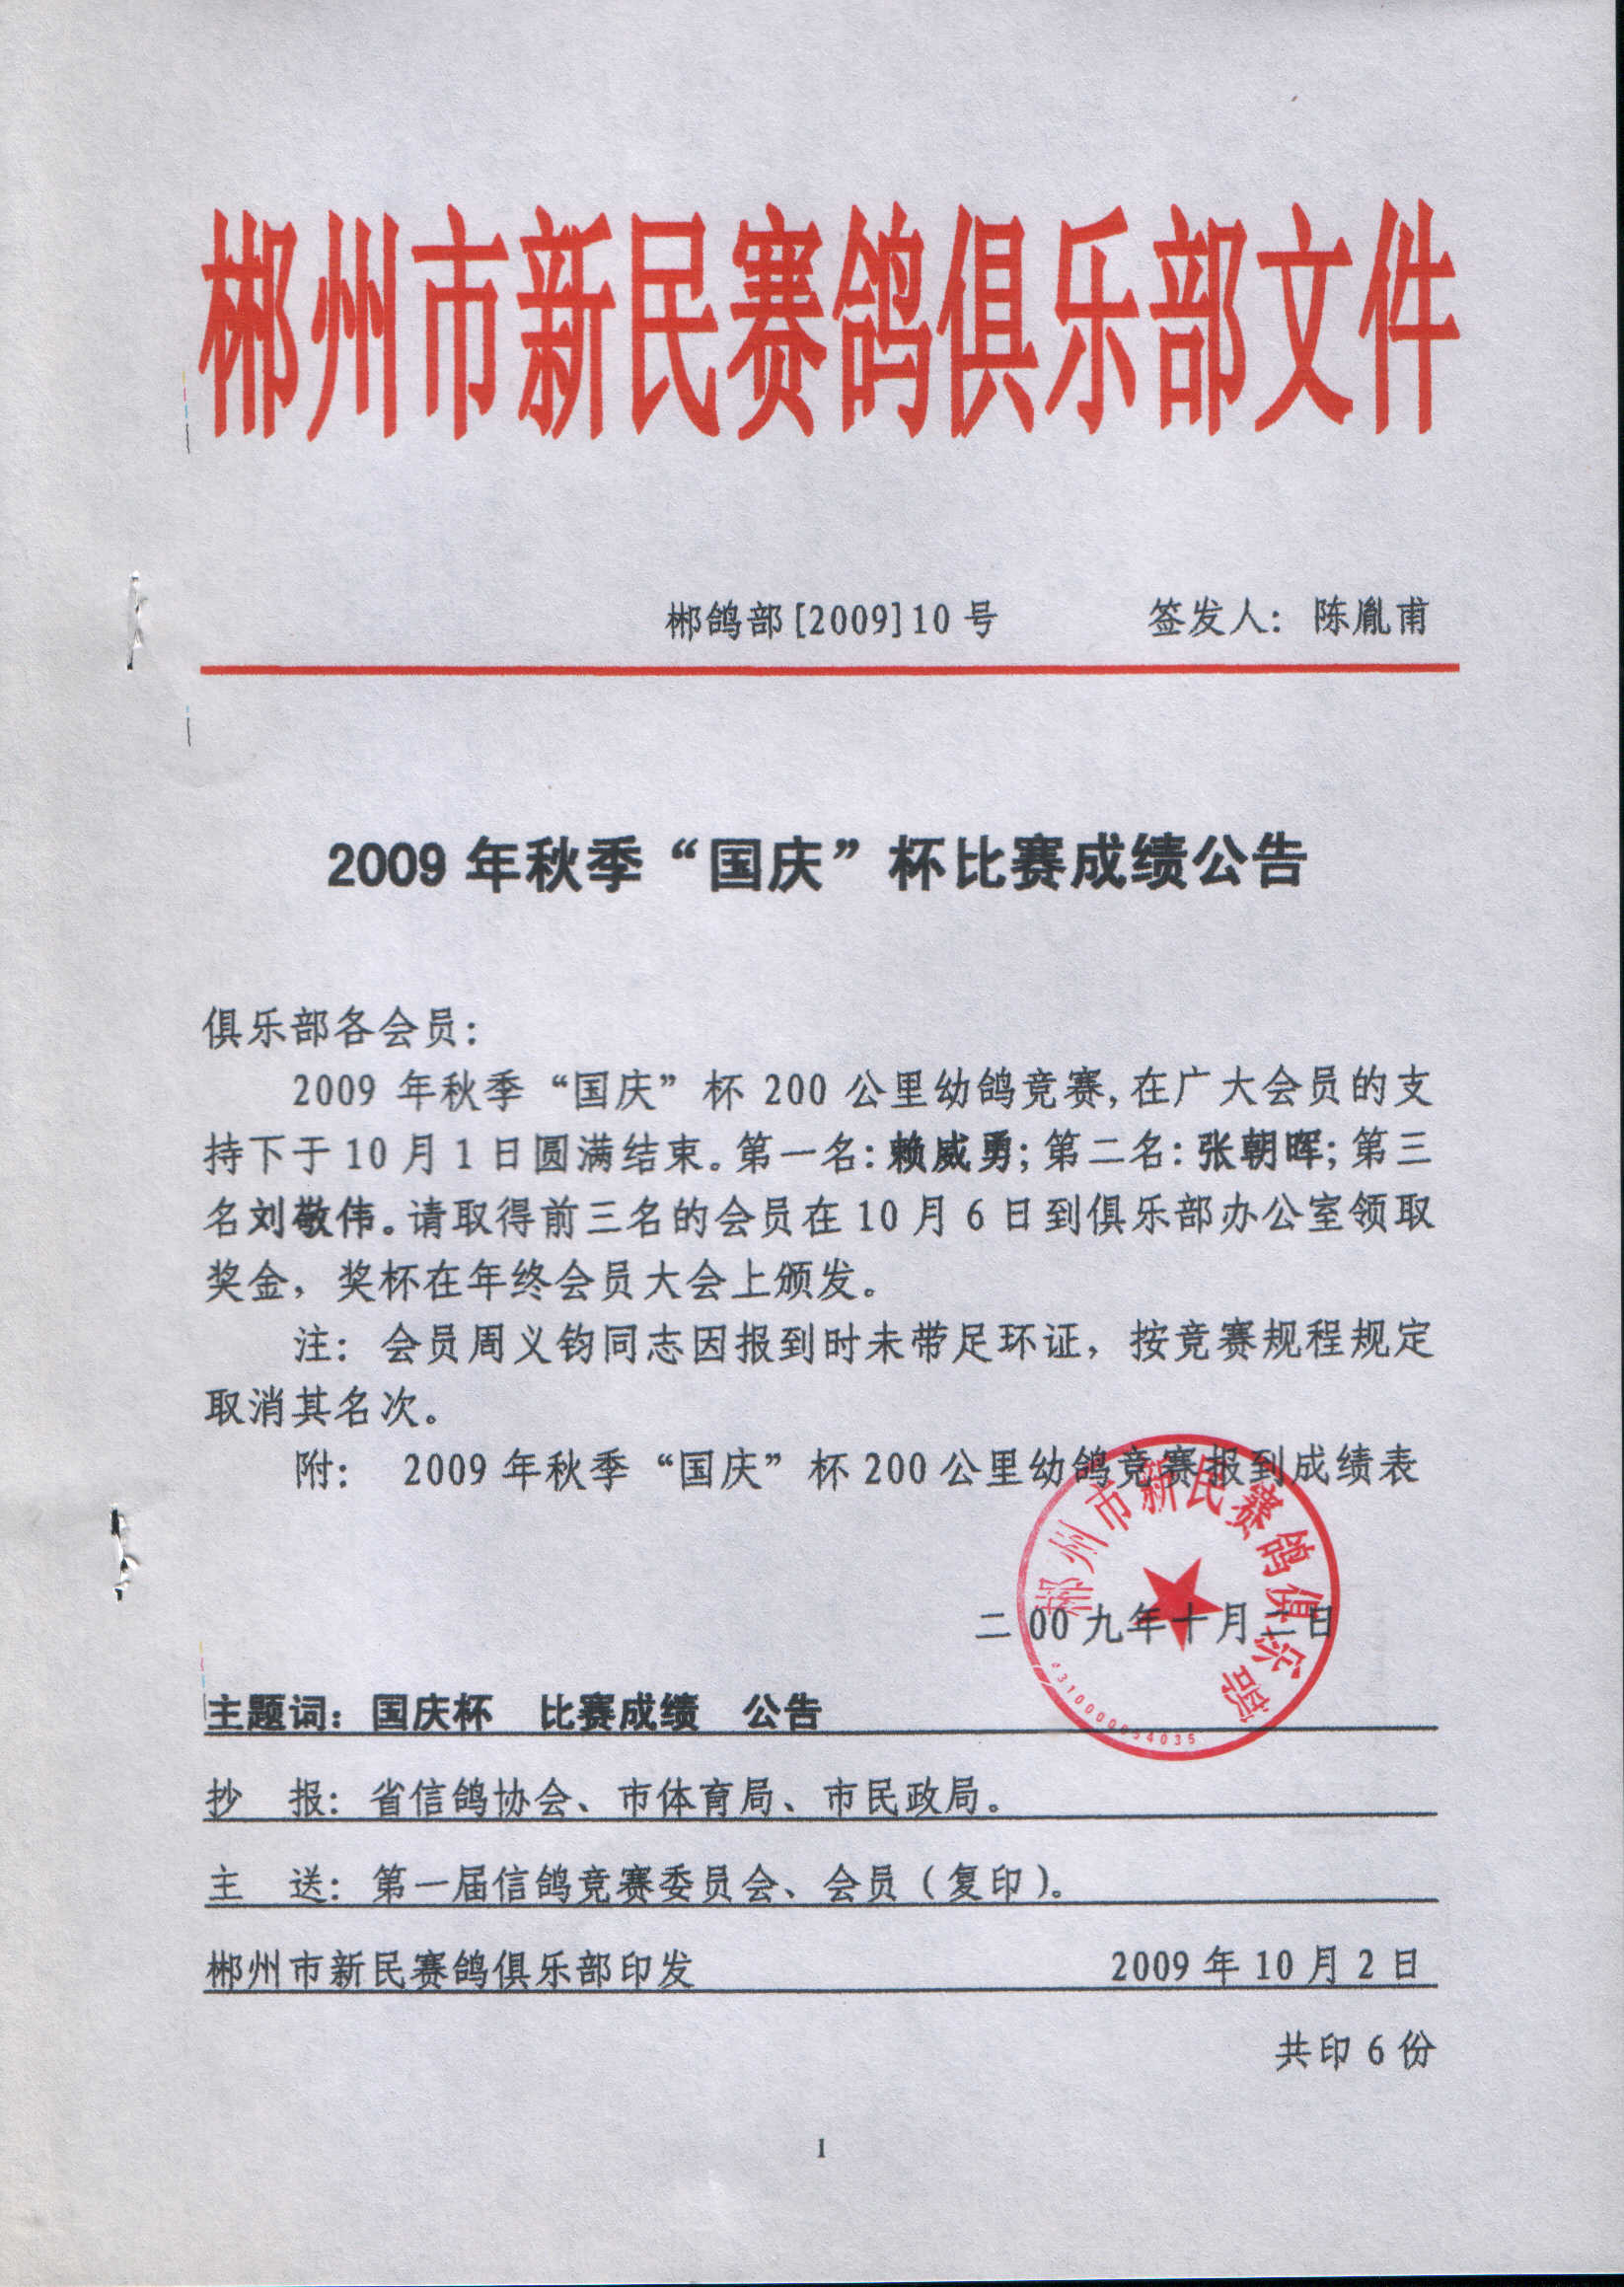 郴州市新民赛鸽俱乐部文件
郴鸽部[2009]10号 签发人：陈胤甫
2009年秋季“国庆”杯比赛成绩公告
俱乐部各会员：
2009 年秋季“国庆”杯 200 公里幼鸽竞赛，在广大会员的支
持下于10月1日圆满结束。第一名：赖威勇；第二名：张朝晖；第三
名刘敬伟。请取得前三名的会员在10月6日到俱乐部办公室领取
奖金，奖杯在年终会员大会上颁发。
注：会员周义钧同志因报到时未带足环证，按竞赛规程规定
取消其名次。
附： 2009年秋季“国庆”杯200公里幼鸽竞赛报到成绩表
郴州市新民赛鸽俱乐部
二00九年十月二日
主题词：国庆杯 比赛成绩 公告
抄 报：省信鸽协会、市体育局、市民政局。
主 送：第一届信鸽竞赛委员会、会员（复印）。
郴州市新民赛鸽俱乐部印发 2009年10月2日
共印6份
1